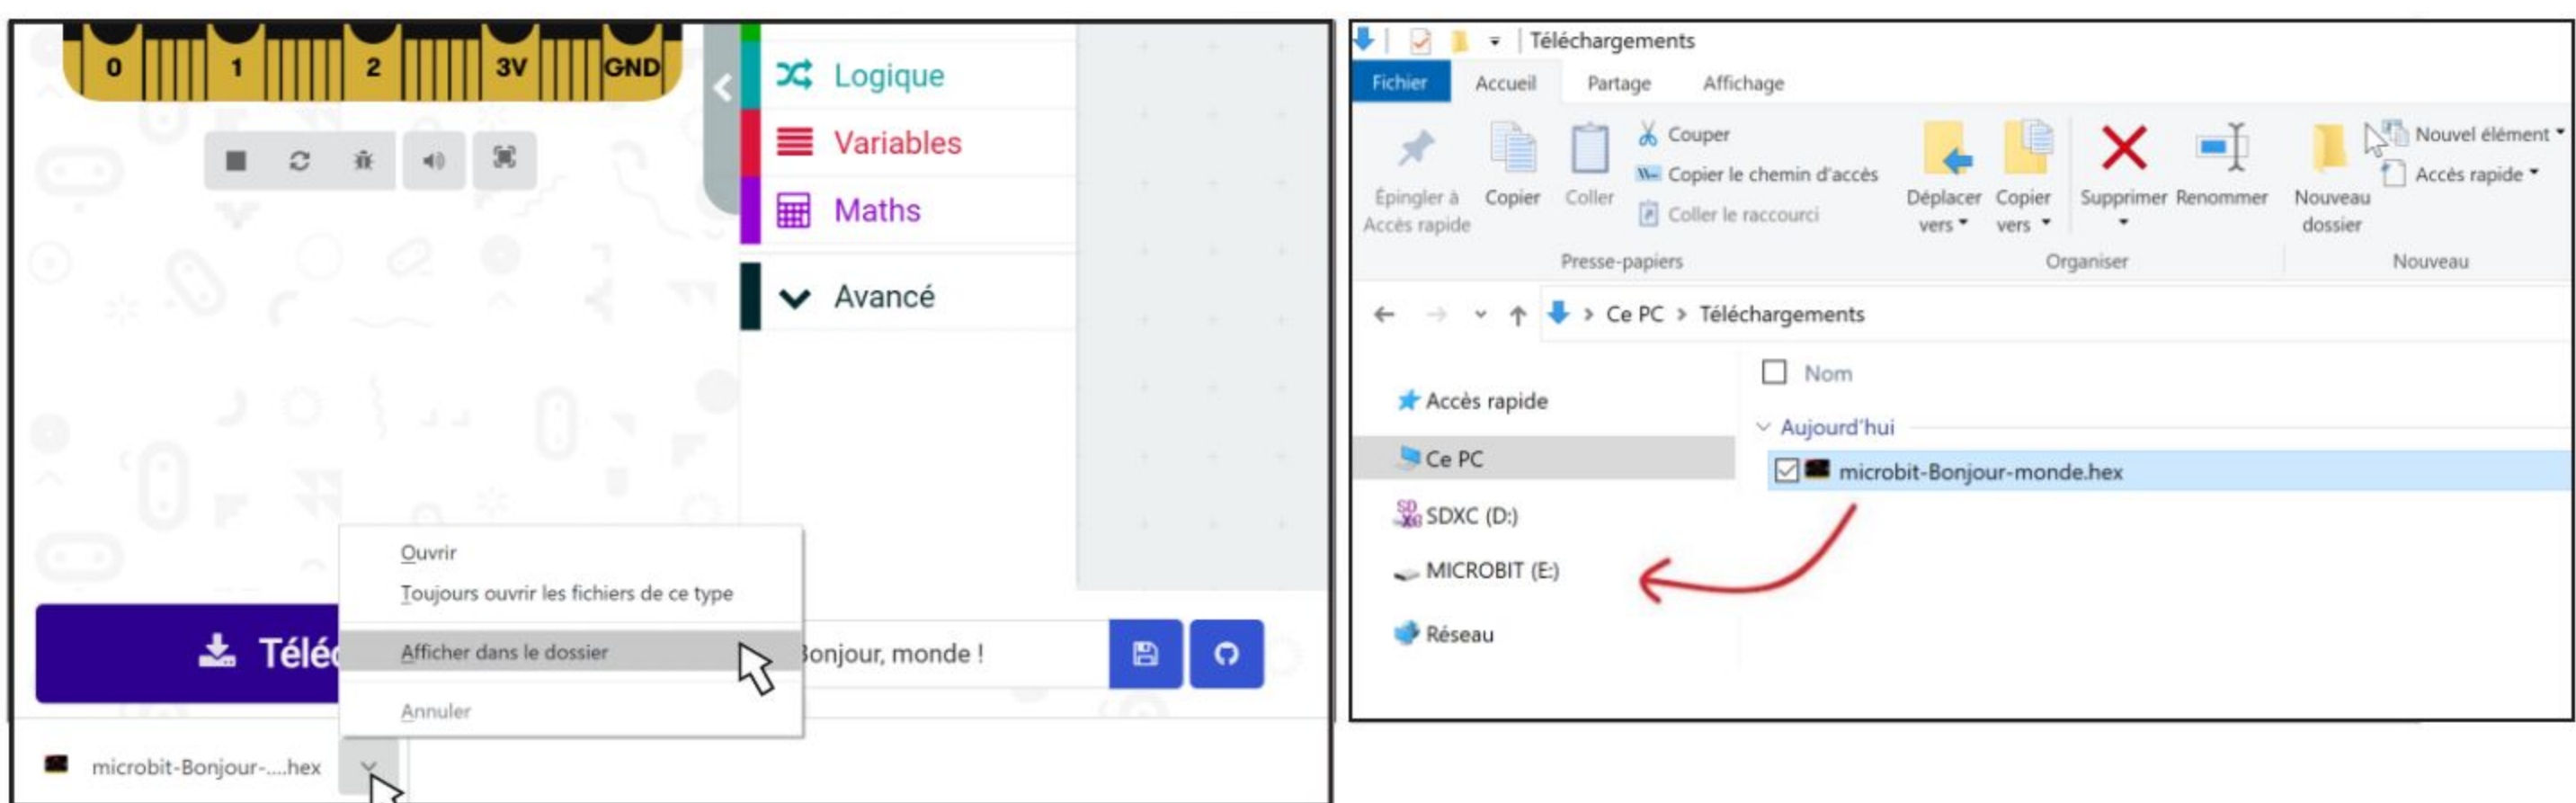 0 1 2 3V GND
Logique
Variables
Maths
Avancé
Ouvrir
Toujours ouvrir les fichiers de ce type
Afficher dans le dossier
Annuler
Téléc
Bonjour, monde !
microbit-Bonjour-....hex
Téléchargements
Fichier Accueil Partage Affichage
Épingler à
Accès rapide
Copier
Coller
Couper
Copier le chemin d'accès
Coller le raccourci
Presse-papiers
Déplacer
vers
Copier
vers
Supprimer
Renommer
Organiser
Nouveau
dossier
Nouvel élément
Accès rapide
Nouveau
Ce PC > Téléchargements
Accès rapide
Ce PC
SDXC (D:)
MICROBIT (E:)
Réseau
Nom
Aujourd'hui
microbit-Bonjour-monde.hex